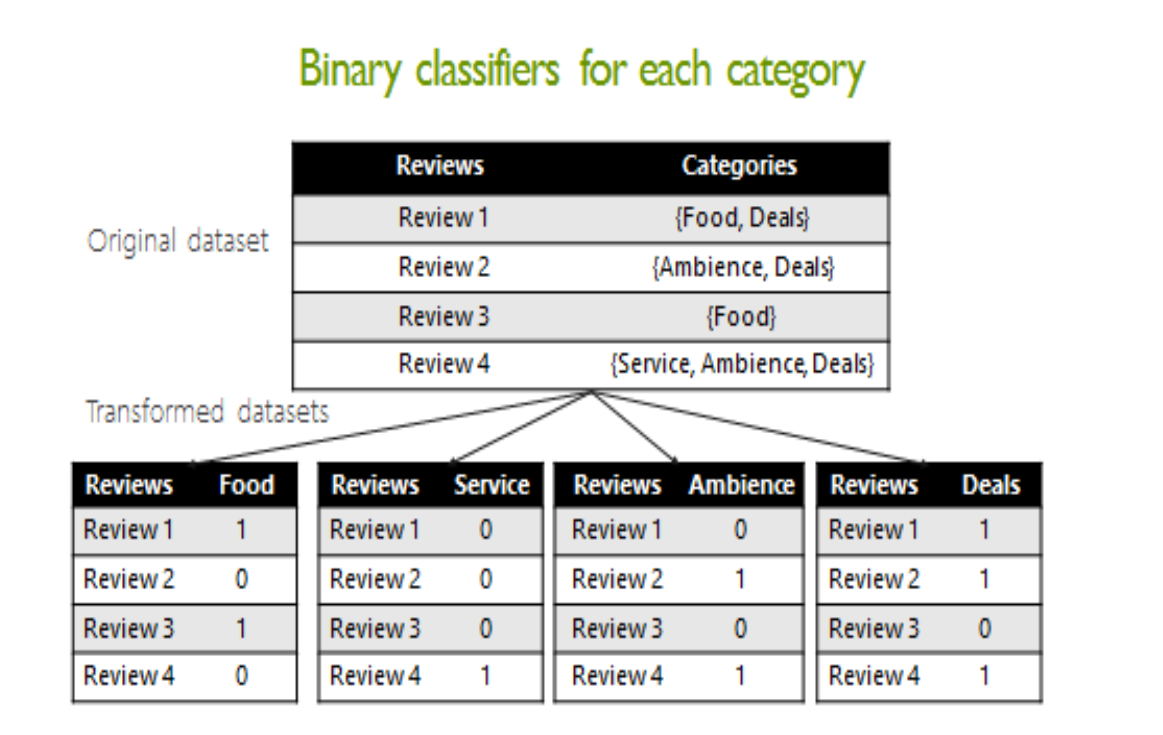 Binary classifiers for each category
Reviews Categories
Original dataset
Review 1 {Food, Deals}
Review 2 {Ambience, Deals}
Review 3 {Food}
Review 4 {Service, Ambience, Deals}
Transformed datasets
Reviews Food Reviews Service Reviews Ambience Reviews Deals
Review 1 1 Review 1 0 Review 1 0 Review 1 1
Review 2 0 Review 2 0 Review 2 1 Review 2 1
Review 3 1 Review 3 0 Review 3 0 Review 3 0
Review 4 0 Review 4 1 Review 4 1 Review 4 1